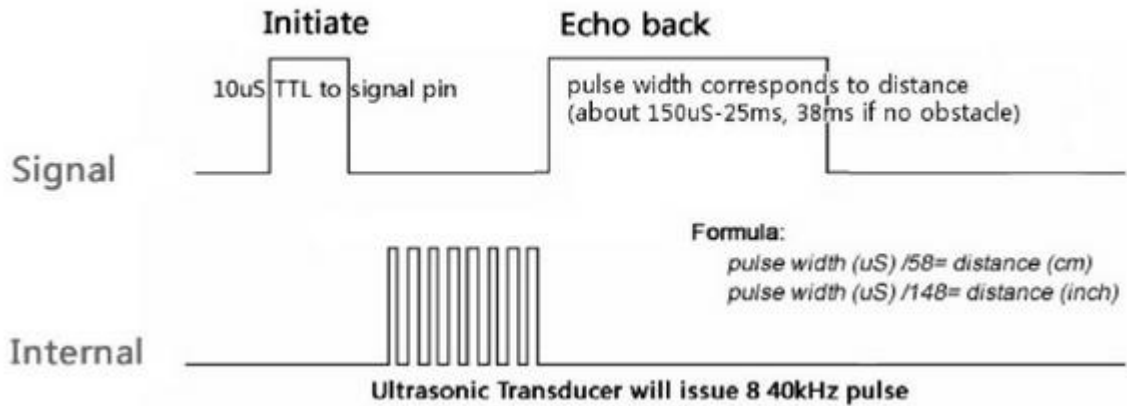 Initiate
Echo back
10uS TTL to signal pin
pulse width corresponds to distance
(about 150uS-25ms, 38ms if no obstacle)
Signal
Formula:
pulse width (uS) /58= distance (cm)
pulse width (uS) /148= distance (inch)
Internal
Ultrasonic Transducer will issue 8 40kHz pulse